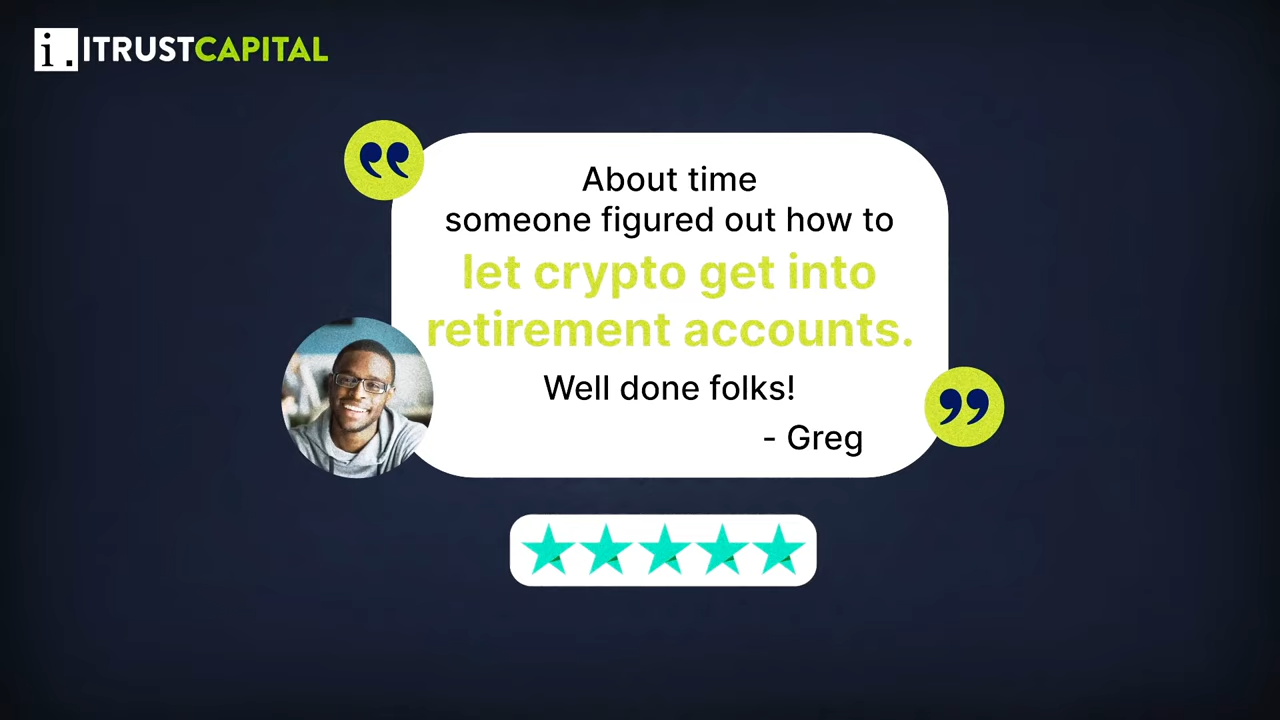 i. ITRUSTCAPITAL
“
About time
someone figured out how to
let crypto get into
retirement accounts.
Well done folks!
- Greg
”